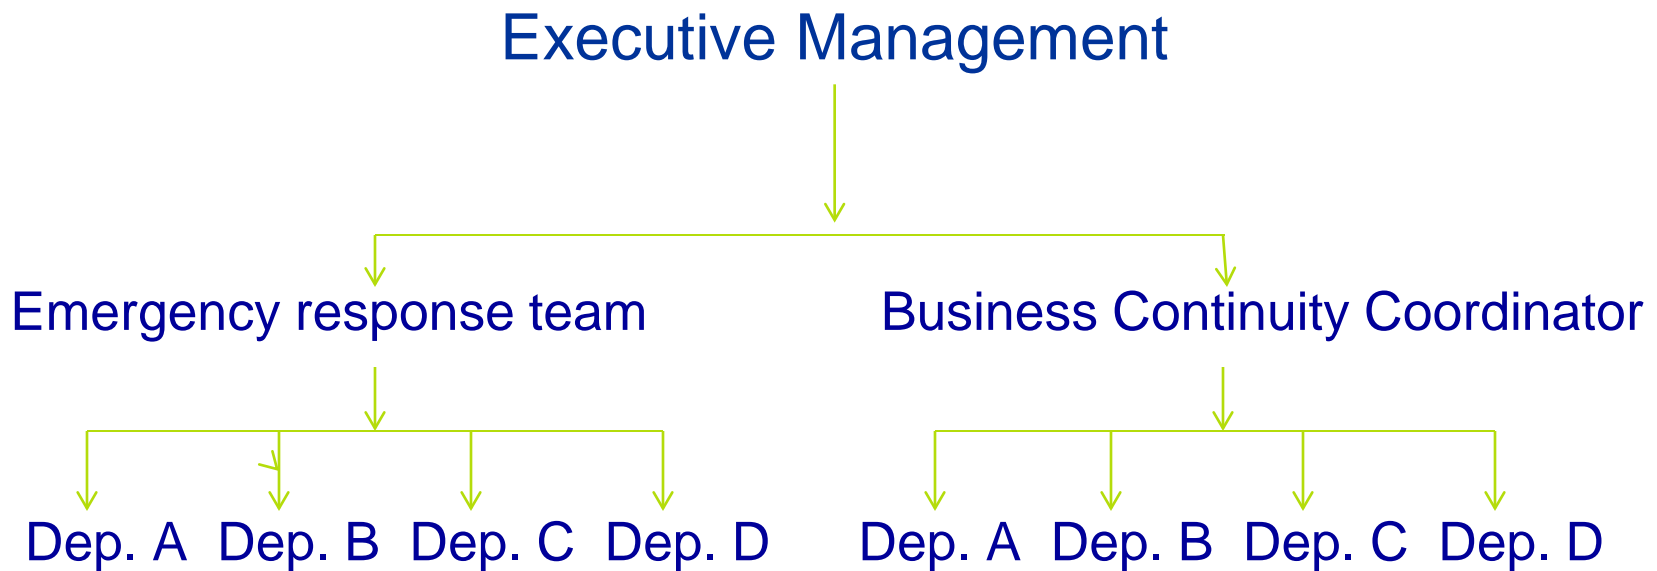 Executive Management
Emergency response team Business Continuity Coordinator
Dep. A Dep. B Dep. C Dep. D Dep. A Dep. B Dep. C Dep. D